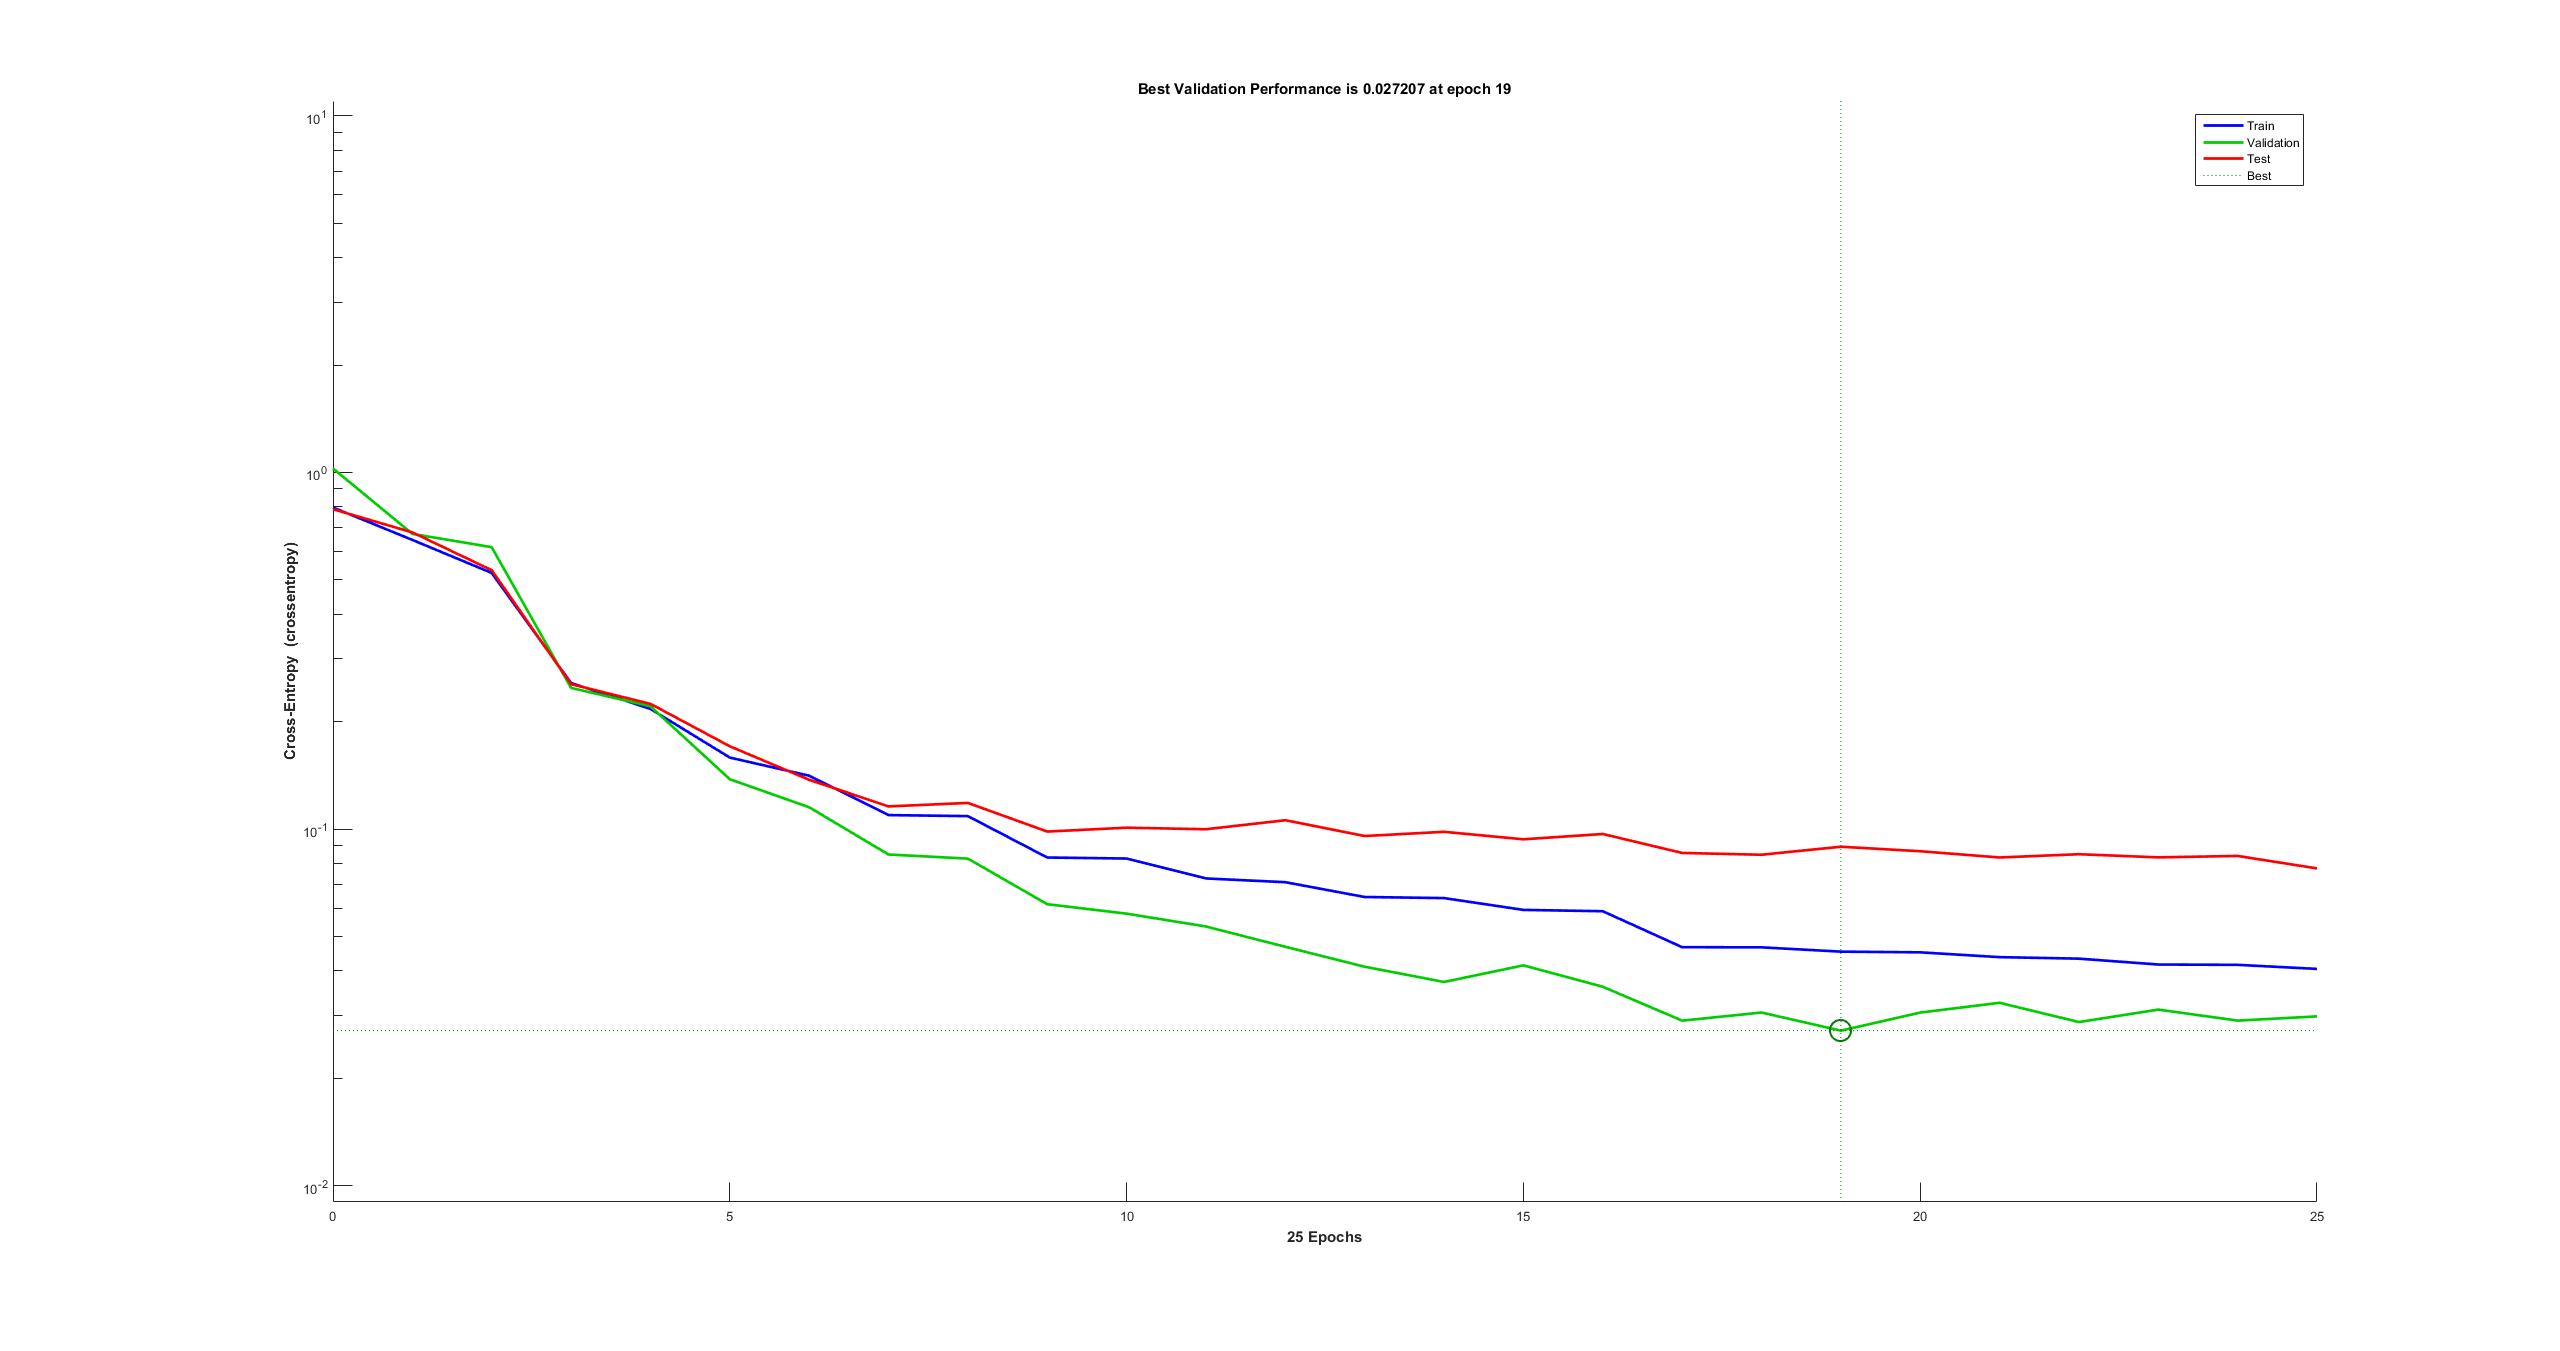 Best Validation Performance is 0.027207 at epoch 19
10^1
10^0
10^-1
10^-2
Cross-Entropy (crossentropy)
Train
Validation
Test
Best
0 5 10 15 20 25
25 Epochs